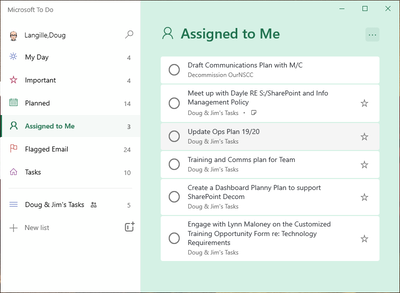 Microsoft To Do
Langille,Doug
My Day 4
Important 4
Planned 14
Assigned to Me 3
Flagged Email 24
Tasks 10
Doug & Jim's Tasks 3
New list
Assigned to Me
Draft Communications Plan with M/C
Decommission OurNSCC
Meet up with Dayle RE S:/SharePoint and Info
Management Policy
Doug & Jim's Tasks •
Update Ops Plan 19/20
Doug & Jim's Tasks
Training and Comms plan for Team
Doug & Jim's Tasks
Create a Dashboard Planny Plan to support
SharePoint Decom
Doug & Jim's Tasks
Engage with Lynn Maloney on the Customized
Training Opportunity Form re: Technology
Requirements
Doug & Jim's Tasks